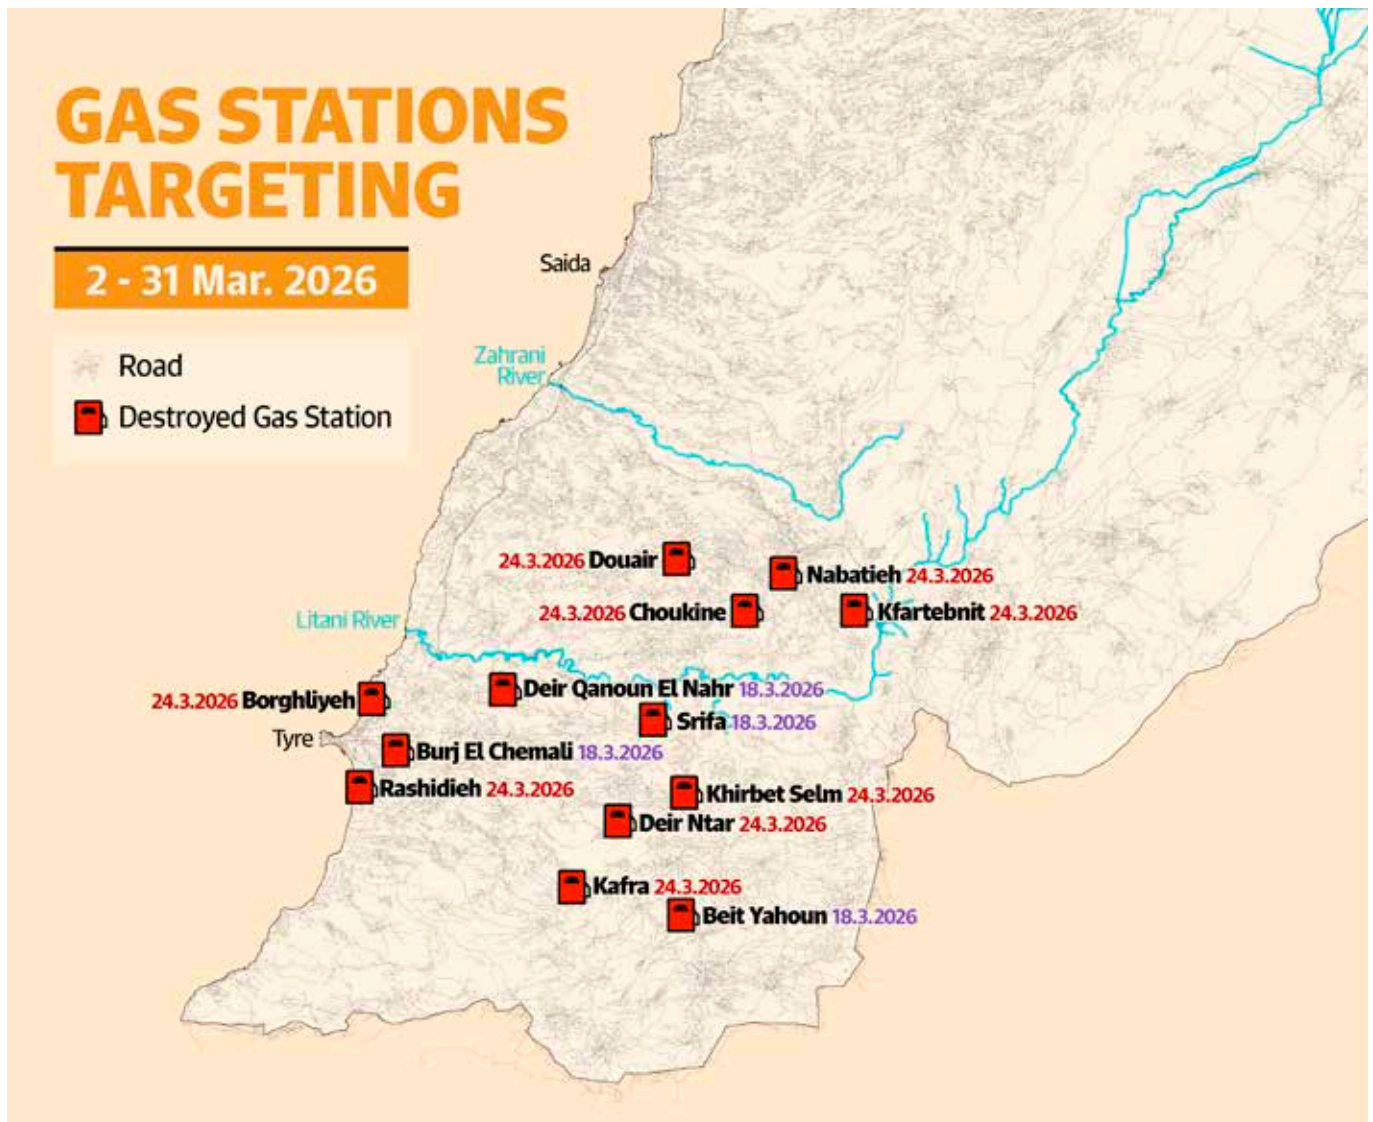 GAS STATIONS
TARGETING
2 - 31 Mar. 2026
Road
Destroyed Gas Station
Saida
Zahrani
River
24.3.2026 Douair
Nabatieh 24.3.2026
24.3.2026 Choukine
Kfartebnit 24.3.2026
Litani River
Deir Qanoun El Nahr 18.3.2026
24.3.2026 Borghliyeh
Srifa 18.3.2026
Tyre
Burj El Chemali 18.3.2026
Rashidieh 24.3.2026
Khirbet Selm 24.3.2026
Deir Ntar 24.3.2026
Kafra 24.3.2026
Beit Yahoun 18.3.2026